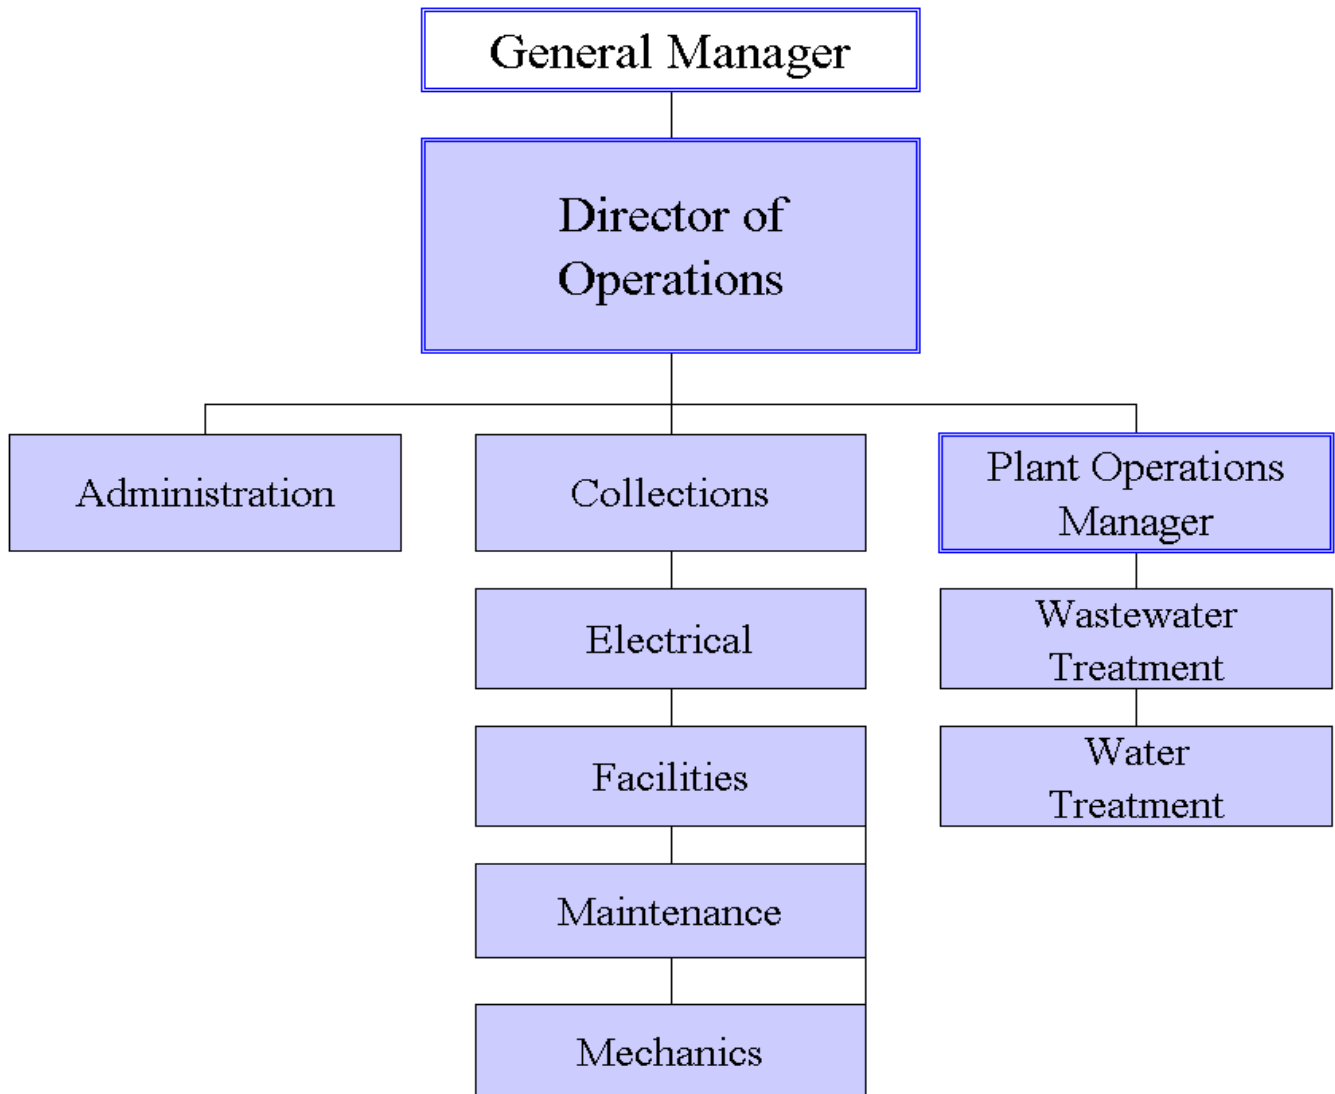 General Manager
Director of
Operations
Administration
Collections
Plant Operations
Manager
Electrical
Wastewater
Treatment
Facilities
Water
Treatment
Maintenance
Mechanics